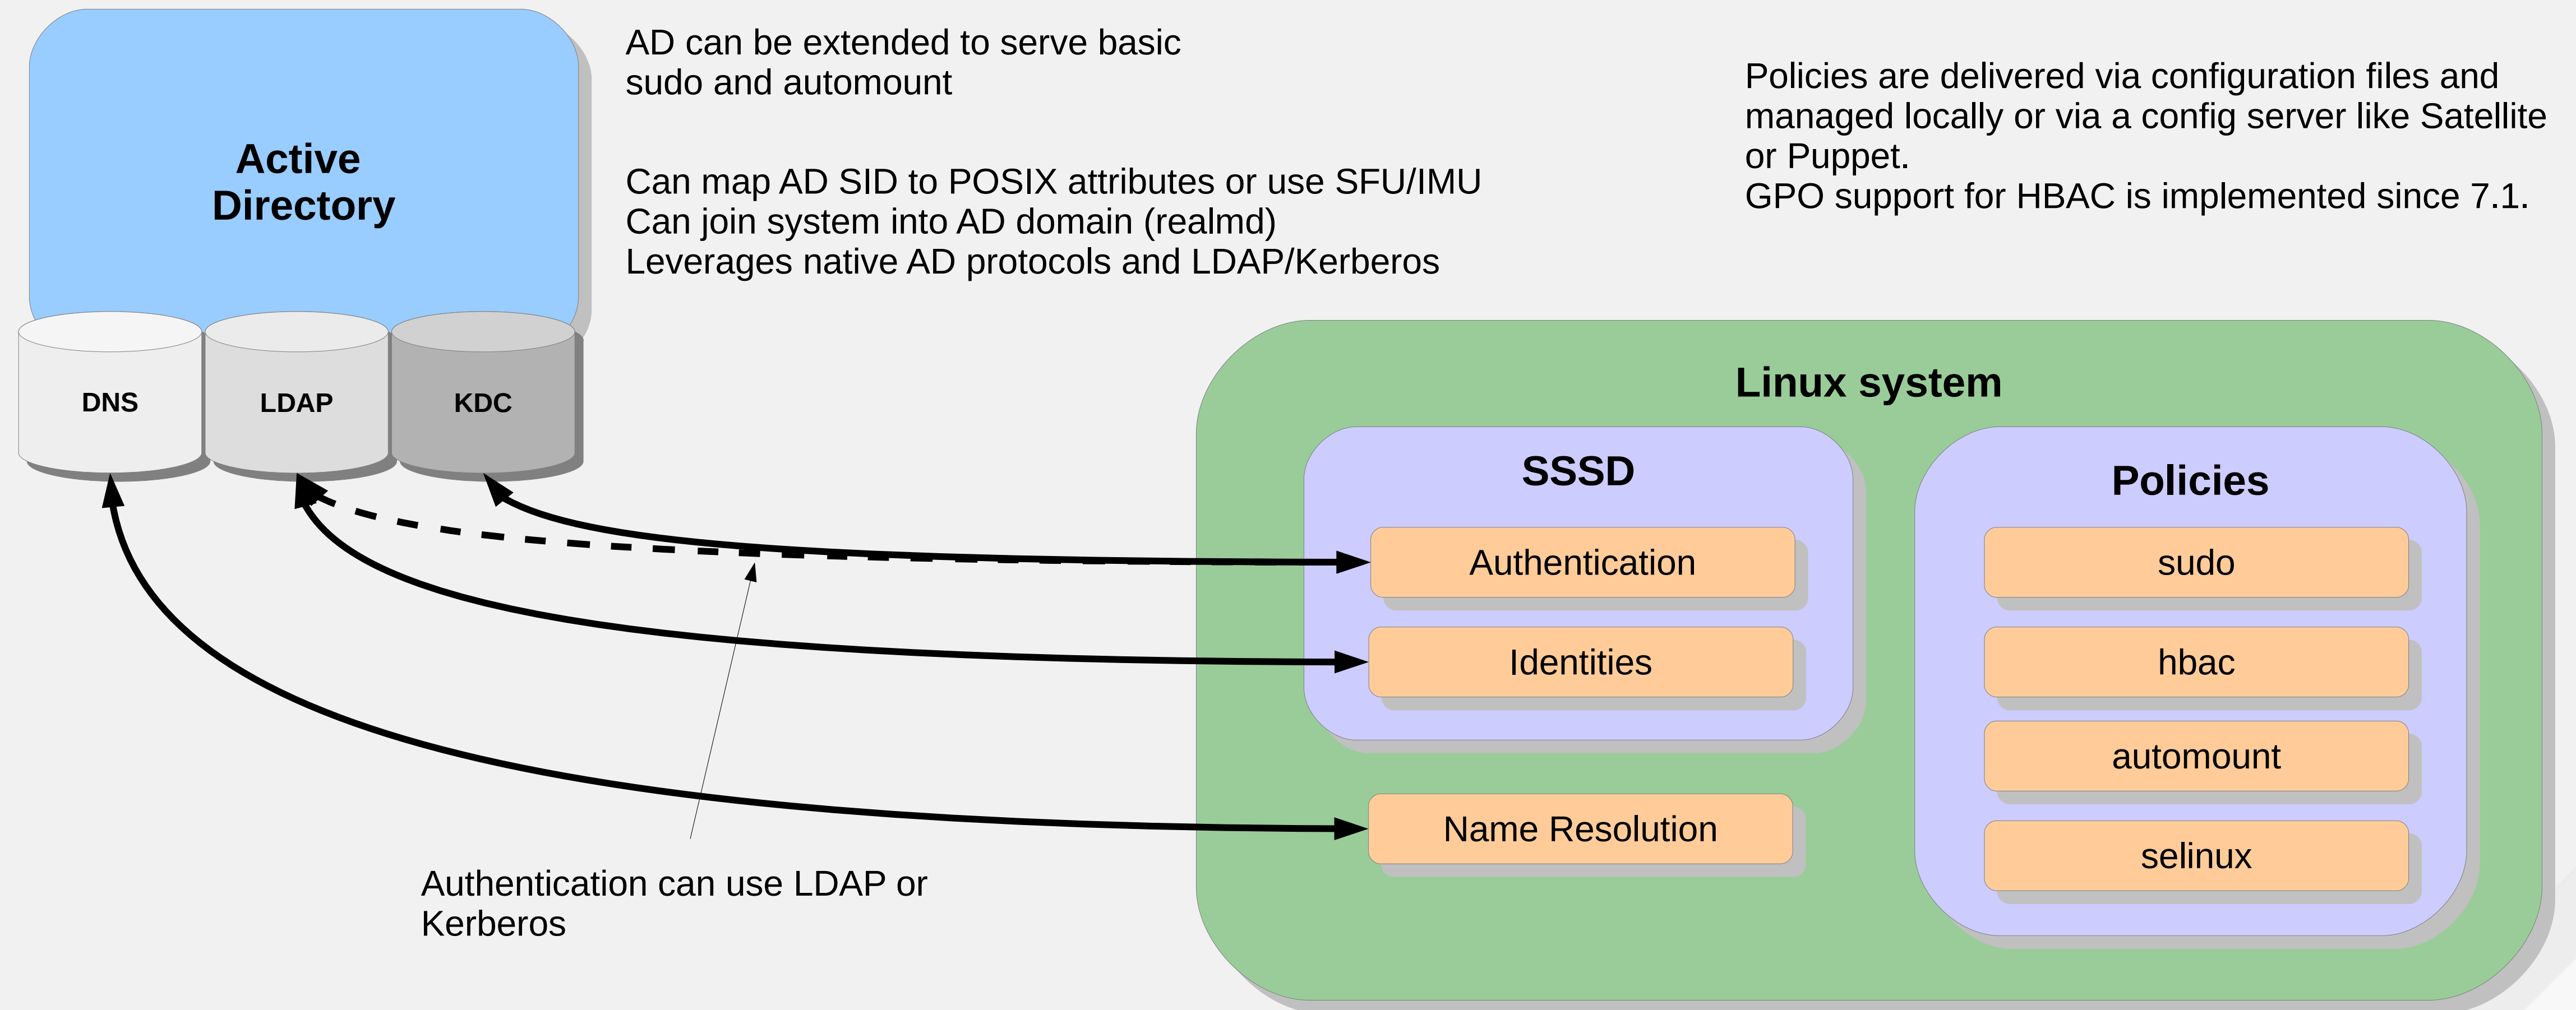 Active
Directory
DNS
LDAP
KDC
AD can be extended to serve basic
sudo and automount
Can map AD SID to POSIX attributes or use SFU/IMU
Can join system into AD domain (realmd)
Leverages native AD protocols and LDAP/Kerberos
Policies are delivered via configuration files and
managed locally or via a config server like Satellite
or Puppet.
GPO support for HBAC is implemented since 7.1.
Linux system
SSSD
Authentication
Identities
Name Resolution
Policies
sudo
hbac
automount
selinux
Authentication can use LDAP or
Kerberos